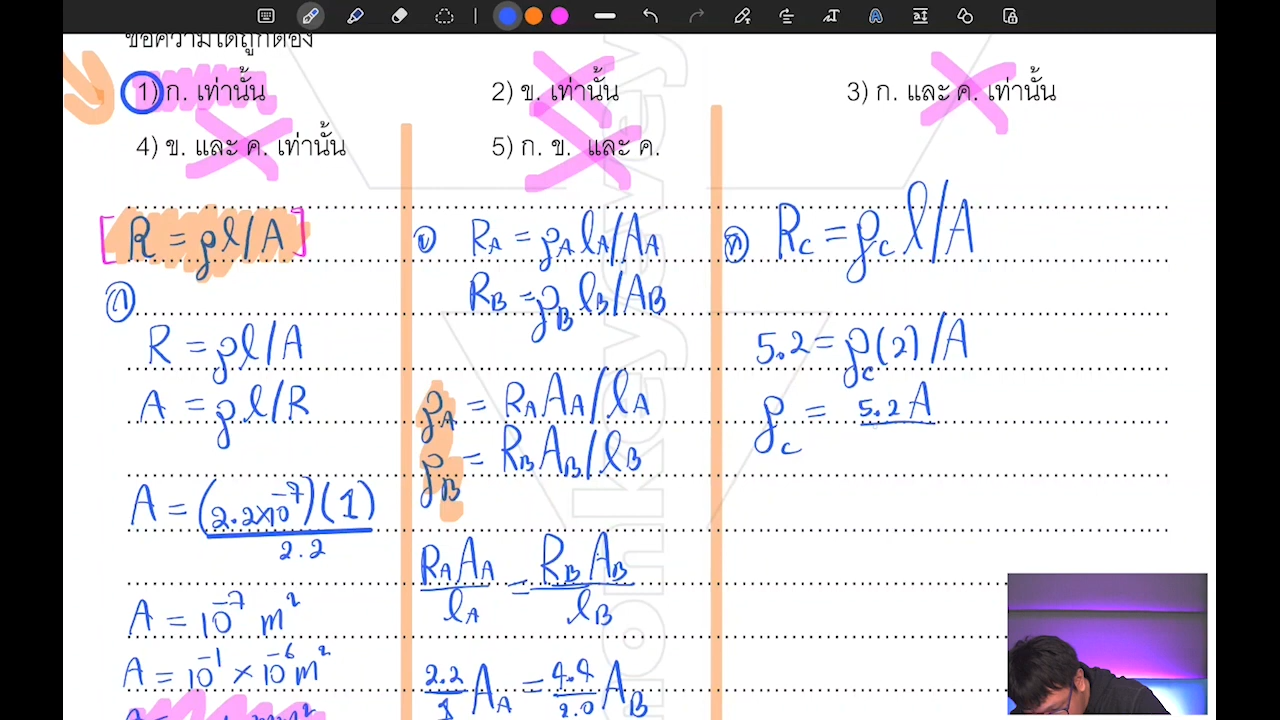 ข้อความใดถูกต้อง
1) ก. เท่านั้น
2) ข. เท่านั้น
3) ก. และ ค. เท่านั้น
4) ข. และ ค. เท่านั้น
5) ก. ข. และ ค.
R = ρl/A
ก
R = ρl/A
A = ρl/R
A = (2.2×10⁻⁷)(1)
2.2
A = 10⁻⁷ m²
A = 10⁻¹ × 10⁻⁶ m²
ข R_A = ρ_A l_A/A_A
R_B = ρ_B l_B/A_B
ρ_A = R_A A_A/l_A
ρ_B = R_B A_B/l_B
R_A A_A / l_A = R_B A_B / l_B
2.2/1 A_A = 4.4/2.0 A_B
ค R_C = ρ_C l/A
5.2 = ρ_C (2)/A
ρ_C = 5.2 A
monkeyeve